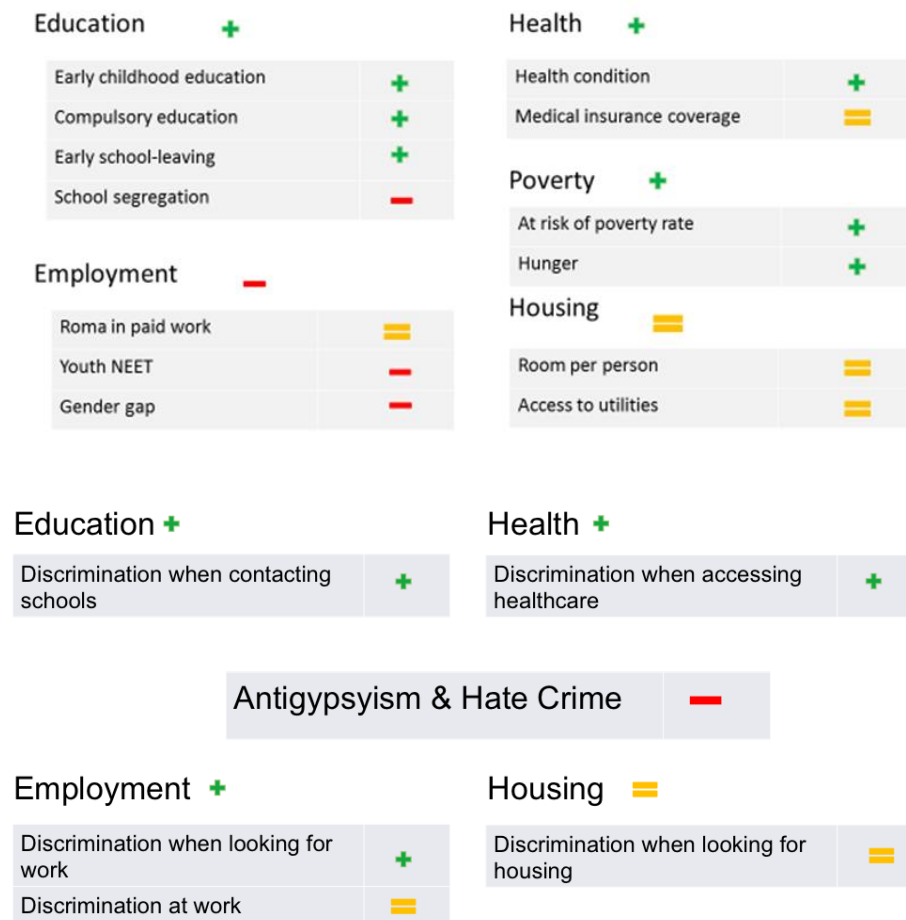 Education +
Early childhood education +
Compulsory education +
Early school-leaving +
School segregation −
Employment −
Roma in paid work =
Youth NEET −
Gender gap −
Health +
Health condition +
Medical insurance coverage =
Poverty +
At risk of poverty rate +
Hunger +
Housing =
Room per person =
Access to utilities =
Education +
Discrimination when contacting
schools +
Health +
Discrimination when accessing
healthcare +
Antigypsyism & Hate Crime −
Employment +
Discrimination when looking for
work +
Discrimination at work =
Housing =
Discrimination when looking for
housing =